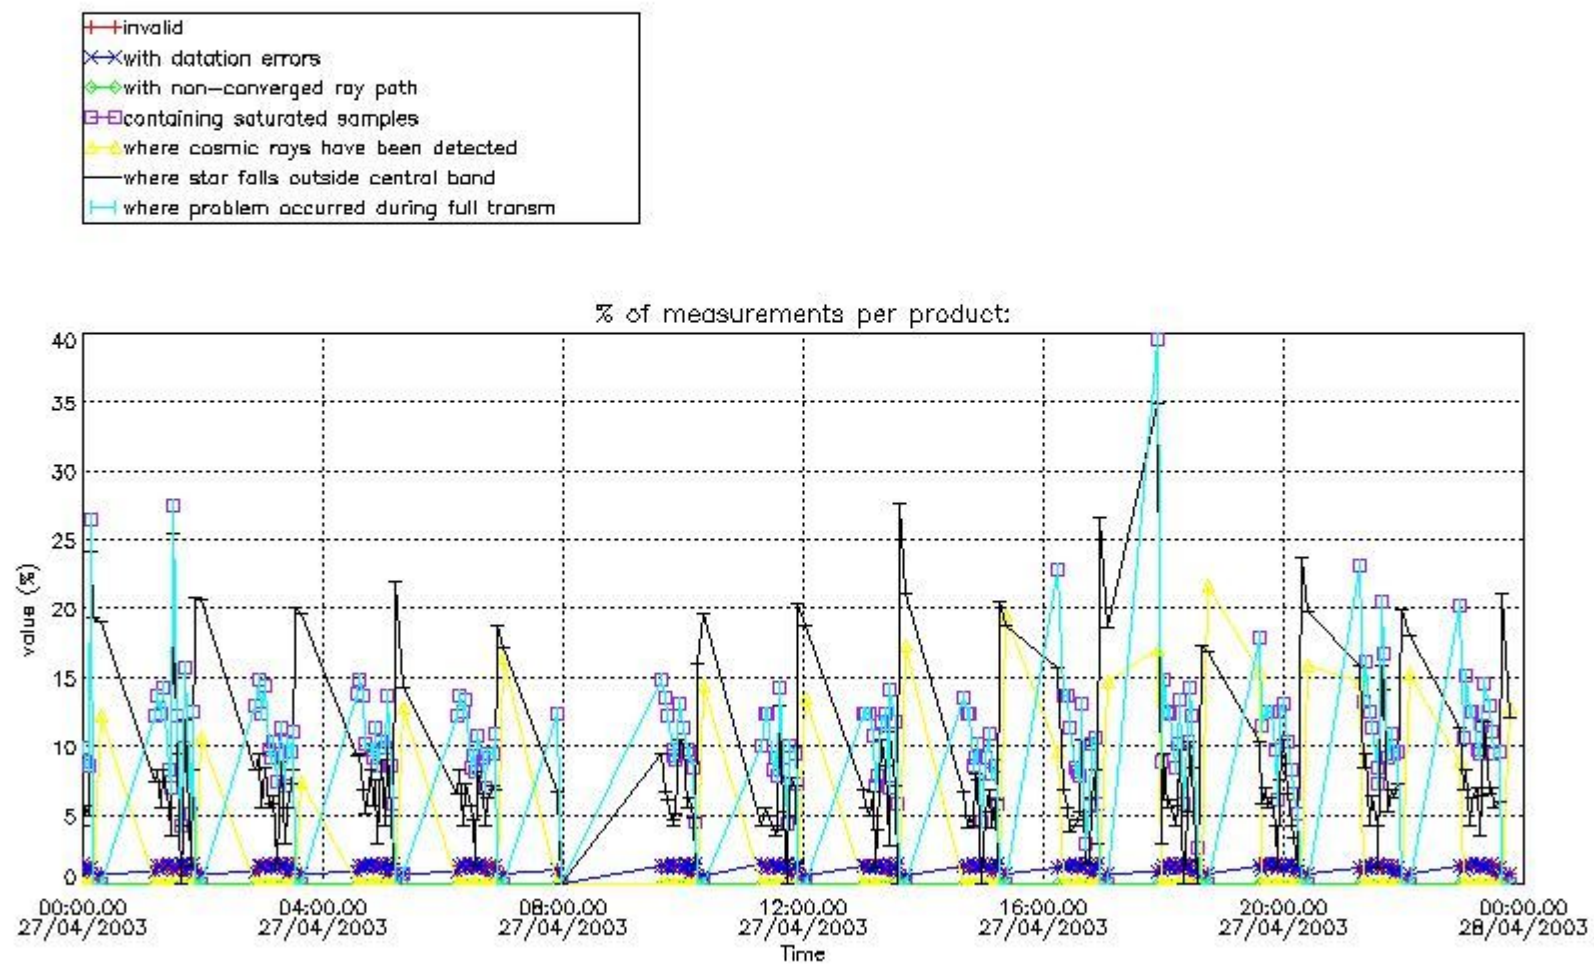 invalid
with datation errors
with non-converged ray path
containing saturated samples
where cosmic rays have been detected
where star falls outside central band
where problem occurred during full transm
% of measurements per product:
40
35
30
25
20
15
10
5
0
value (%)
00:00:00 04:00:00 08:00:00 12:00:00 16:00:00 20:00:00 00:00:00
27/04/2003 27/04/2003 27/04/2003 27/04/2003 27/04/2003 27/04/2003 28/04/2003
Time